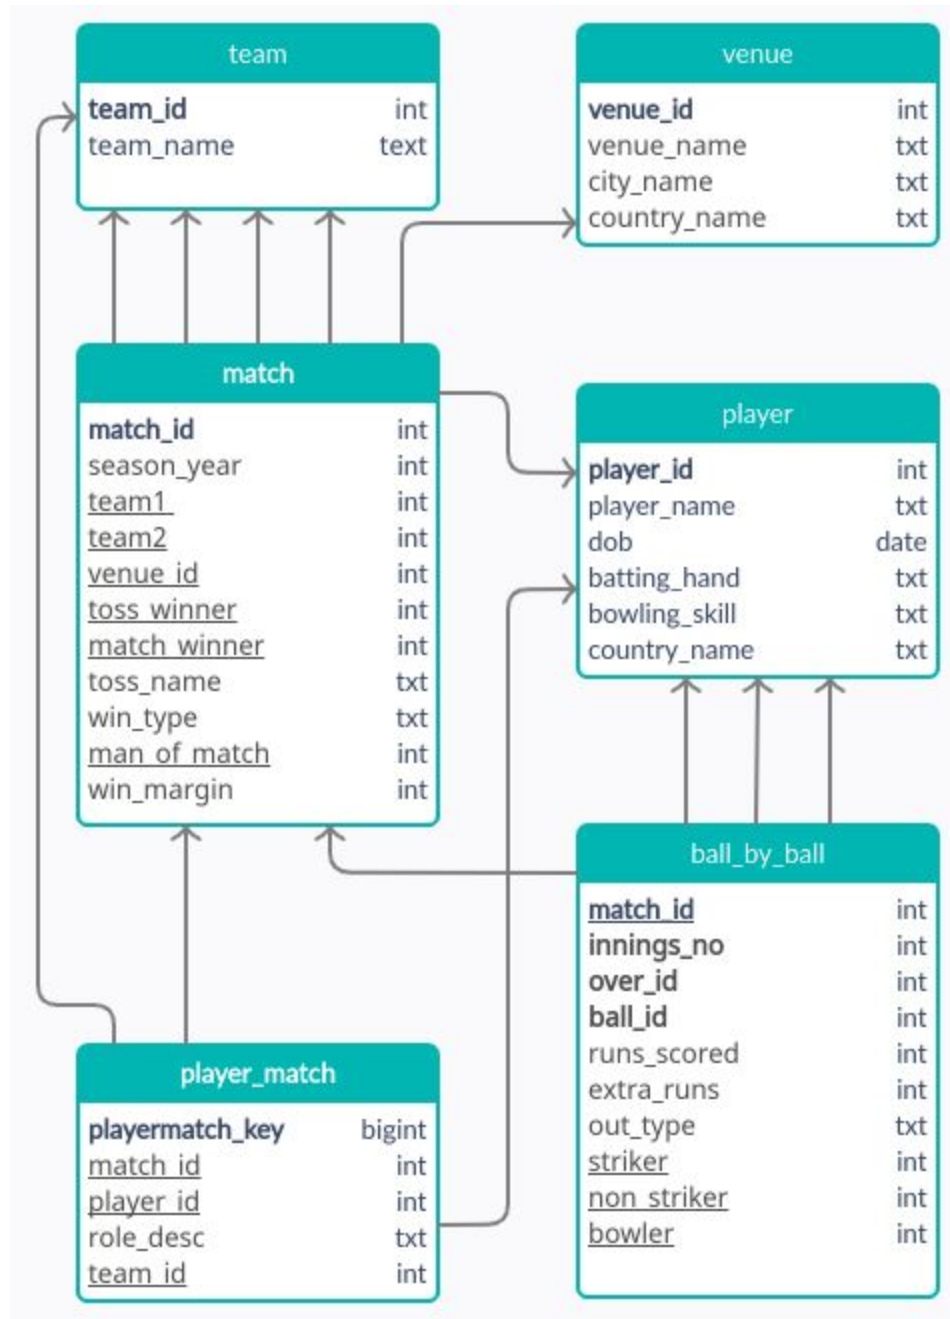 team
team_id int
team_name text
venue
venue_id int
venue_name txt
city_name txt
country_name txt
match
match_id int
season_year int
team1 int
team2 int
venue_id int
toss_winner int
match_winner int
toss_name txt
win_type txt
man_of_match int
win_margin int
player
player_id int
player_name txt
dob date
batting_hand txt
bowling_skill txt
country_name txt
player_match
playermatch_key bigint
match_id int
player_id int
role_desc txt
team_id int
ball_by_ball
match_id int
innings_no int
over_id int
ball_id int
runs_scored int
extra_runs int
out_type txt
striker int
non_striker int
bowler int